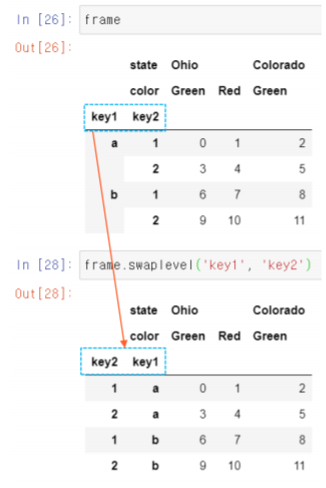 In [26]: frame
Out[26]:
state Ohio Colorado
color Green Red Green
key1 key2
a 1 0 1 2
2 3 4 5
b 1 6 7 8
2 9 10 11
In [28]: frame.swaplevel('key1', 'key2')
Out[28]:
state Ohio Colorado
color Green Red Green
key2 key1
1 a 0 1 2
2 a 3 4 5
1 b 6 7 8
2 b 9 10 11